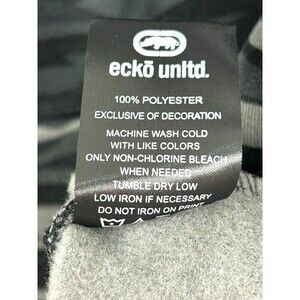 eckō unltd.
100% POLYESTER
EXCLUSIVE OF DECORATION
MACHINE WASH COLD
WITH LIKE COLORS
ONLY NON-CHLORINE BLEACH
WHEN NEEDED
TUMBLE DRY LOW
LOW IRON IF NECESSARY
DO NOT IRON ON PRINT